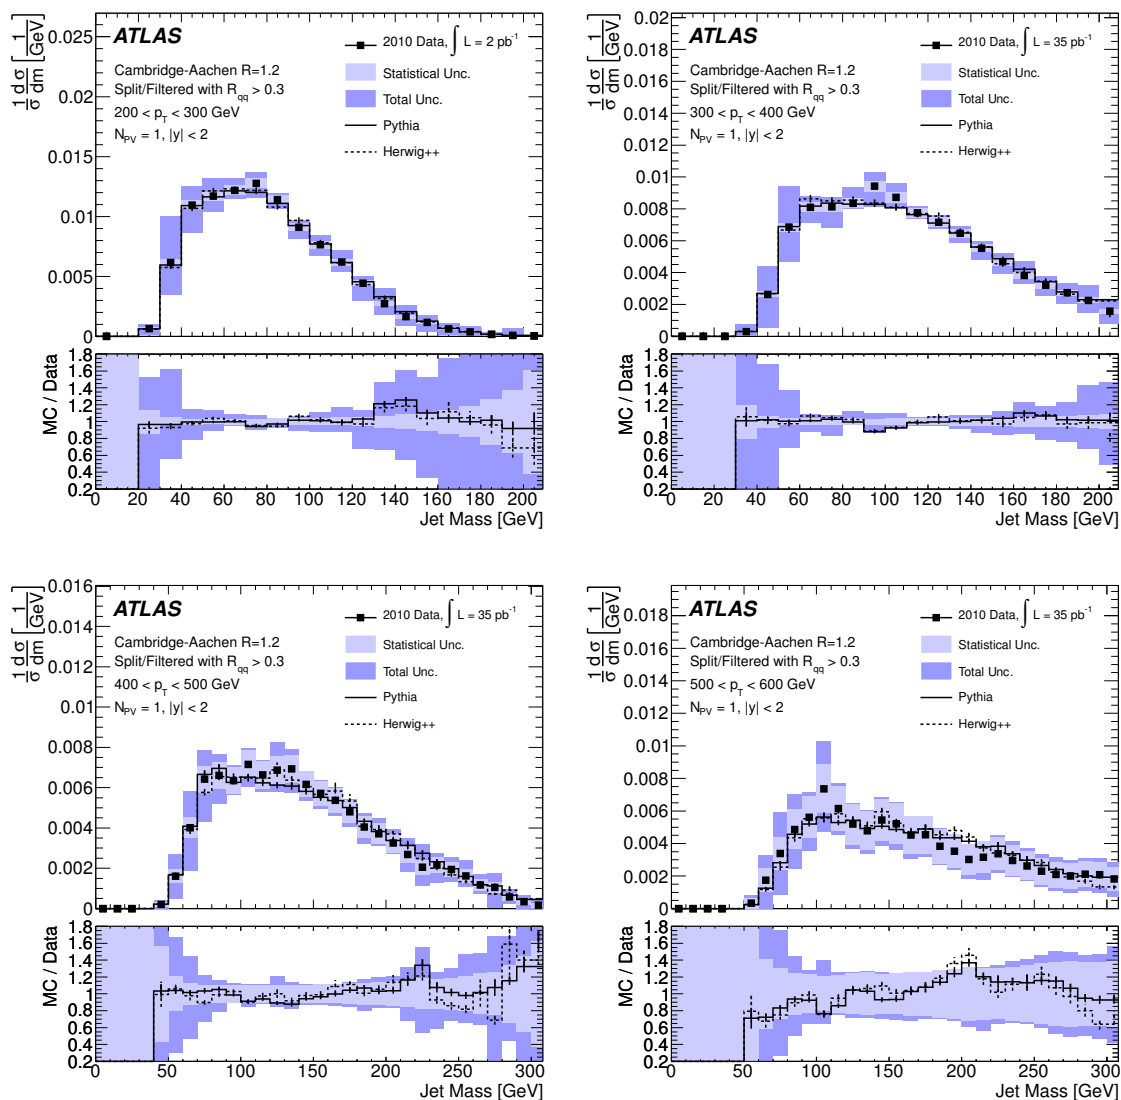 ATLAS
2010 Data, ∫ L = 2 pb-1
Cambridge-Aachen R=1.2
Split/Filtered with Rqq > 0.3
200 < pT < 300 GeV
NPV = 1, |y| < 2
Statistical Unc.
Total Unc.
Pythia
Herwig++
1/σ dσ/dm [1/GeV]
0.025
0.02
0.015
0.01
0.005
0
MC / Data
1.8
1.6
1.4
1.2
1
0.8
0.6
0.4
0.2
0 20 40 60 80 100 120 140 160 180 200
Jet Mass [GeV]
ATLAS
2010 Data, ∫ L = 35 pb-1
Cambridge-Aachen R=1.2
Split/Filtered with Rqq > 0.3
300 < pT < 400 GeV
NPV = 1, |y| < 2
Statistical Unc.
Total Unc.
Pythia
Herwig++
1/σ dσ/dm [1/GeV]
0.02
0.018
0.016
0.014
0.012
0.01
0.008
0.006
0.004
0.002
0
MC / Data
1.8
1.6
1.4
1.2
1
0.8
0.6
0.4
0.2
0 20 40 60 80 100 120 140 160 180 200
Jet Mass [GeV]
ATLAS
2010 Data, ∫ L = 35 pb-1
Cambridge-Aachen R=1.2
Split/Filtered with Rqq > 0.3
400 < pT < 500 GeV
NPV = 1, |y| < 2
Statistical Unc.
Total Unc.
Pythia
Herwig++
1/σ dσ/dm [1/GeV]
0.016
0.014
0.012
0.01
0.008
0.006
0.004
0.002
0
MC / Data
1.8
1.6
1.4
1.2
1
0.8
0.6
0.4
0.2
0 50 100 150 200 250 300
Jet Mass [GeV]
ATLAS
2010 Data, ∫ L = 35 pb-1
Cambridge-Aachen R=1.2
Split/Filtered with Rqq > 0.3
500 < pT < 600 GeV
NPV = 1, |y| < 2
Statistical Unc.
Total Unc.
Pythia
Herwig++
1/σ dσ/dm [1/GeV]
0.018
0.016
0.014
0.012
0.01
0.008
0.006
0.004
0.002
0
MC / Data
1.8
1.6
1.4
1.2
1
0.8
0.6
0.4
0.2
0 50 100 150 200 250 300
Jet Mass [GeV]